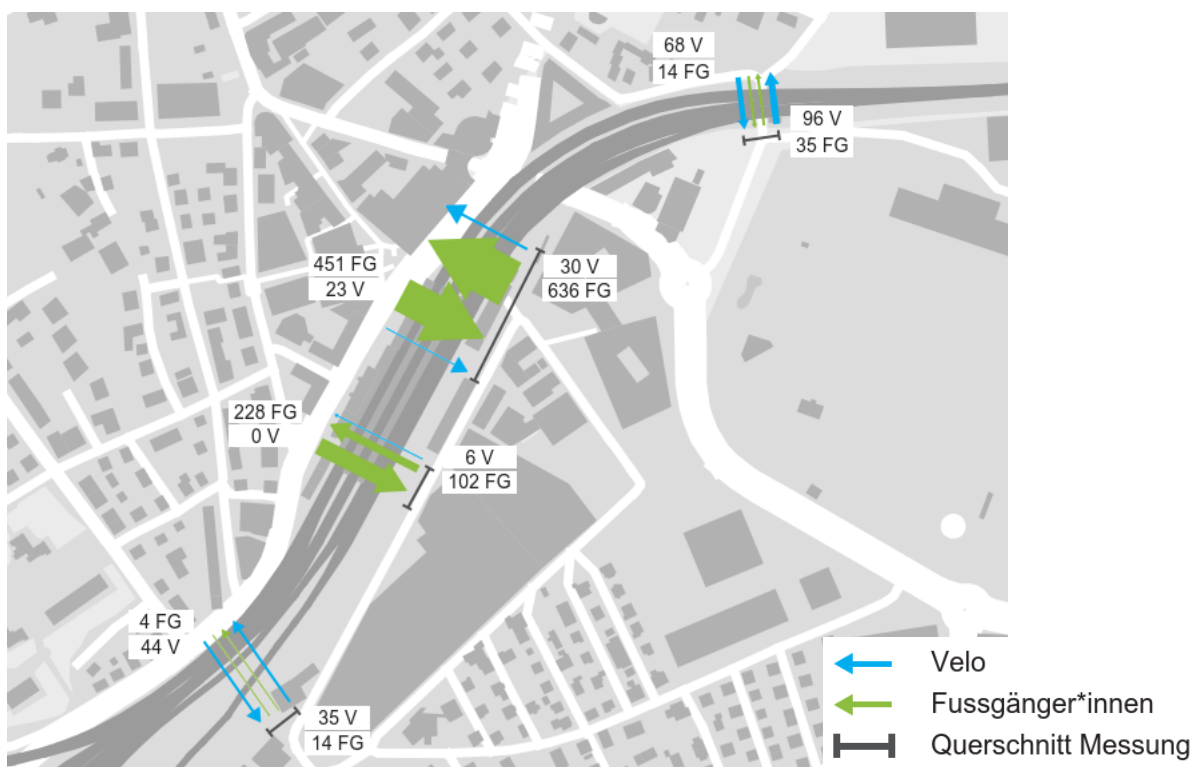 68 V
14 FG
96 V
35 FG
451 FG
23 V
30 V
636 FG
228 FG
0 V
6 V
102 FG
4 FG
44 V
35 V
14 FG
Velo
Fussgänger*innen
Querschnitt Messung